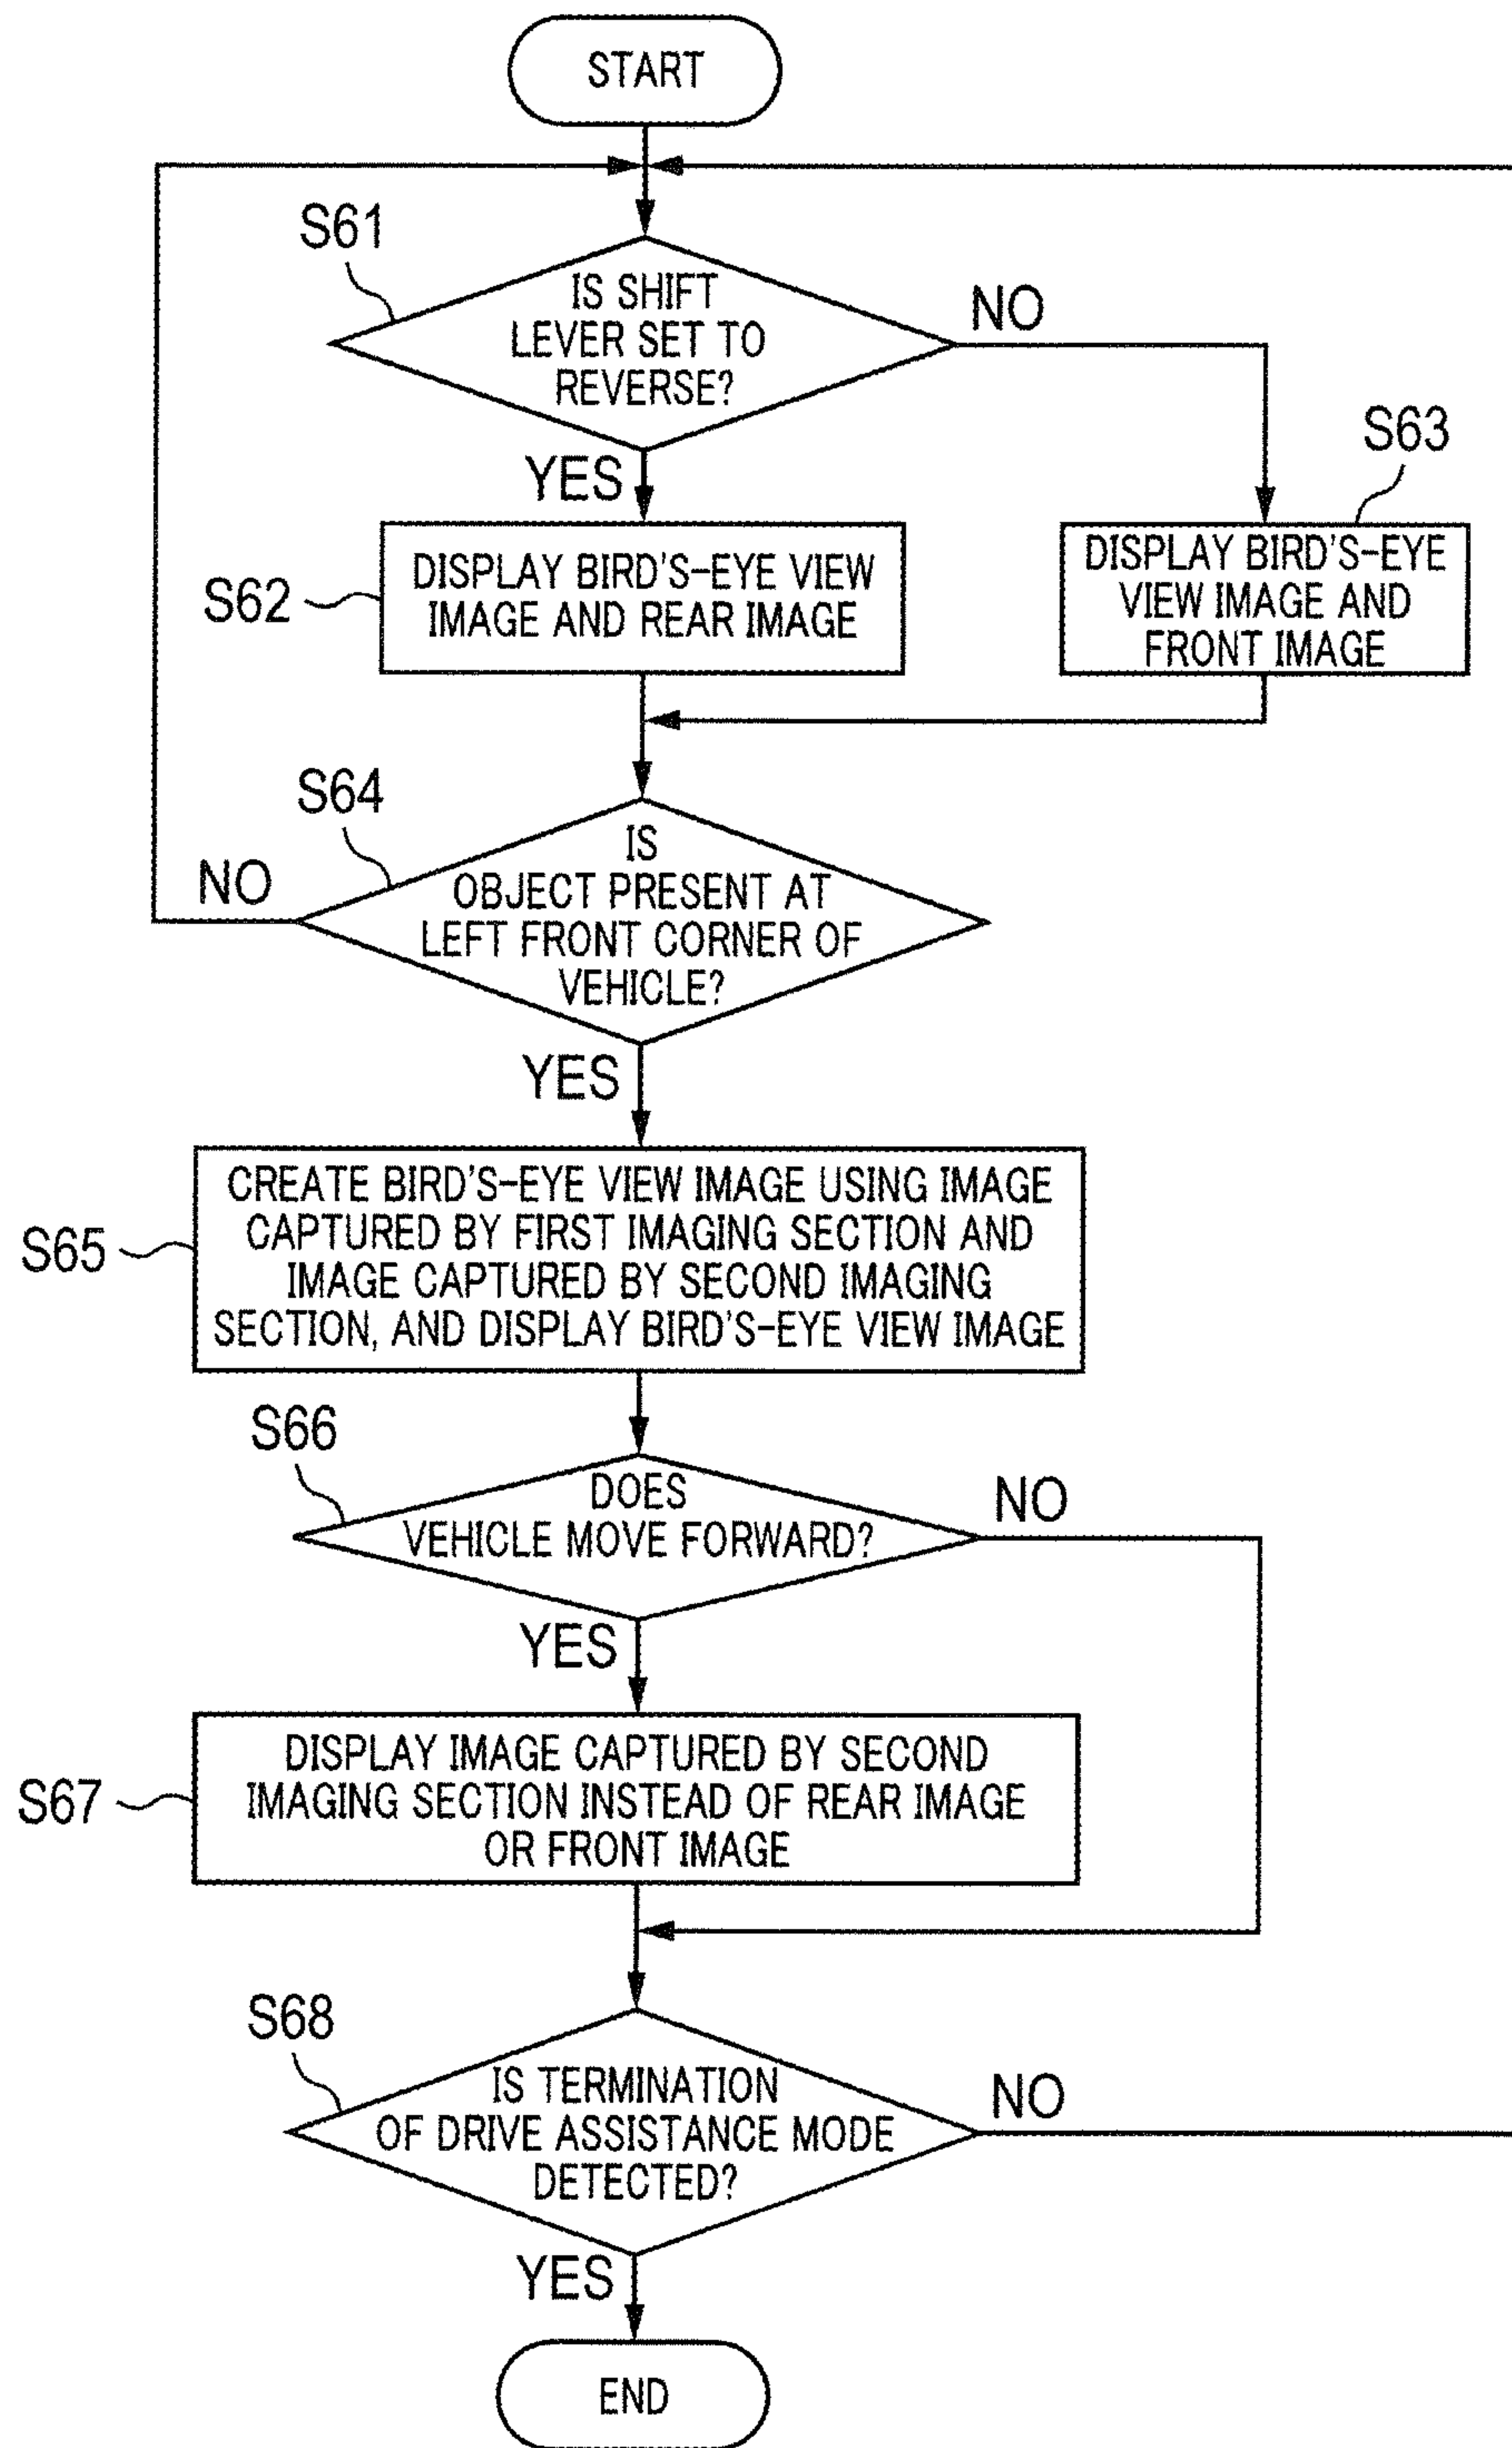 START
S61
IS SHIFT
LEVER SET TO
REVERSE?
NO
YES
S63
S62
DISPLAY BIRD'S-EYE VIEW
IMAGE AND REAR IMAGE
DISPLAY BIRD'S-EYE
VIEW IMAGE AND
FRONT IMAGE
S64
IS
OBJECT PRESENT AT
LEFT FRONT CORNER OF
VEHICLE?
NO
YES
S65
CREATE BIRD'S-EYE VIEW IMAGE USING IMAGE
CAPTURED BY FIRST IMAGING SECTION AND
IMAGE CAPTURED BY SECOND IMAGING
SECTION, AND DISPLAY BIRD'S-EYE VIEW IMAGE
S66
DOES
VEHICLE MOVE FORWARD?
NO
YES
S67
DISPLAY IMAGE CAPTURED BY SECOND
IMAGING SECTION INSTEAD OF REAR IMAGE
OR FRONT IMAGE
S68
IS TERMINATION
OF DRIVE ASSISTANCE MODE
DETECTED?
NO
YES
END